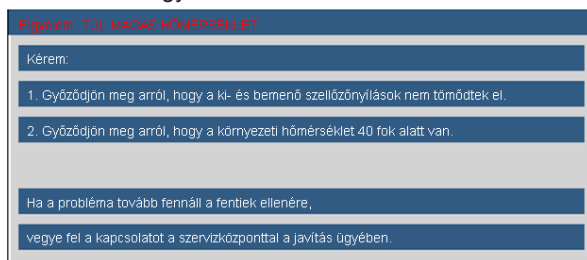 Figyelem: TÚL MAGAS HŐMÉRSÉKLET
Kérem:
1. Győződjön meg arról, hogy a ki- és bemenő szellőzőnyílások nem tömődtek el.
2. Győződjön meg arról, hogy a környezeti hőmérséklet 40 fok alatt van.
Ha a probléma tovább fennáll a fentiek ellenére,
vegye fel a kapcsolatot a szervizközponttal a javítás ügyében.